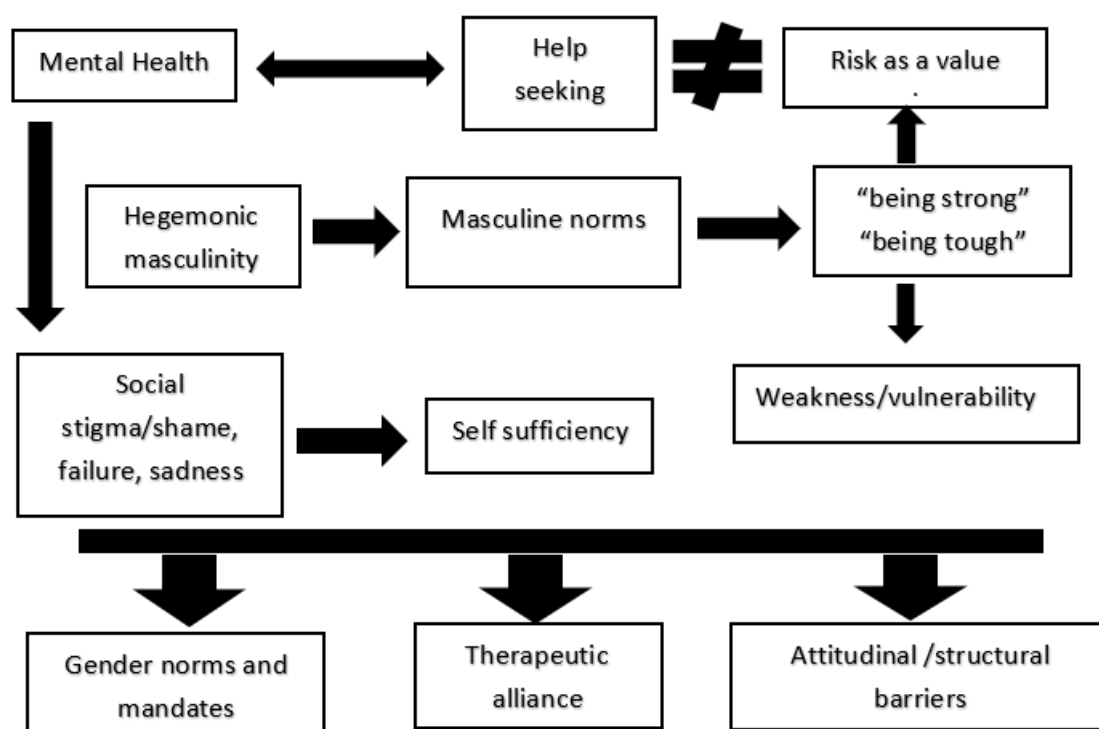 Mental Health
Help
seeking
Risk as a value
.
Hegemonic
masculinity
Masculine norms
“being strong”
“being tough”
Social
stigma/shame,
failure, sadness
Self sufficiency
Weakness/vulnerability
Gender norms and
mandates
Therapeutic
alliance
Attitudinal /structural
barriers